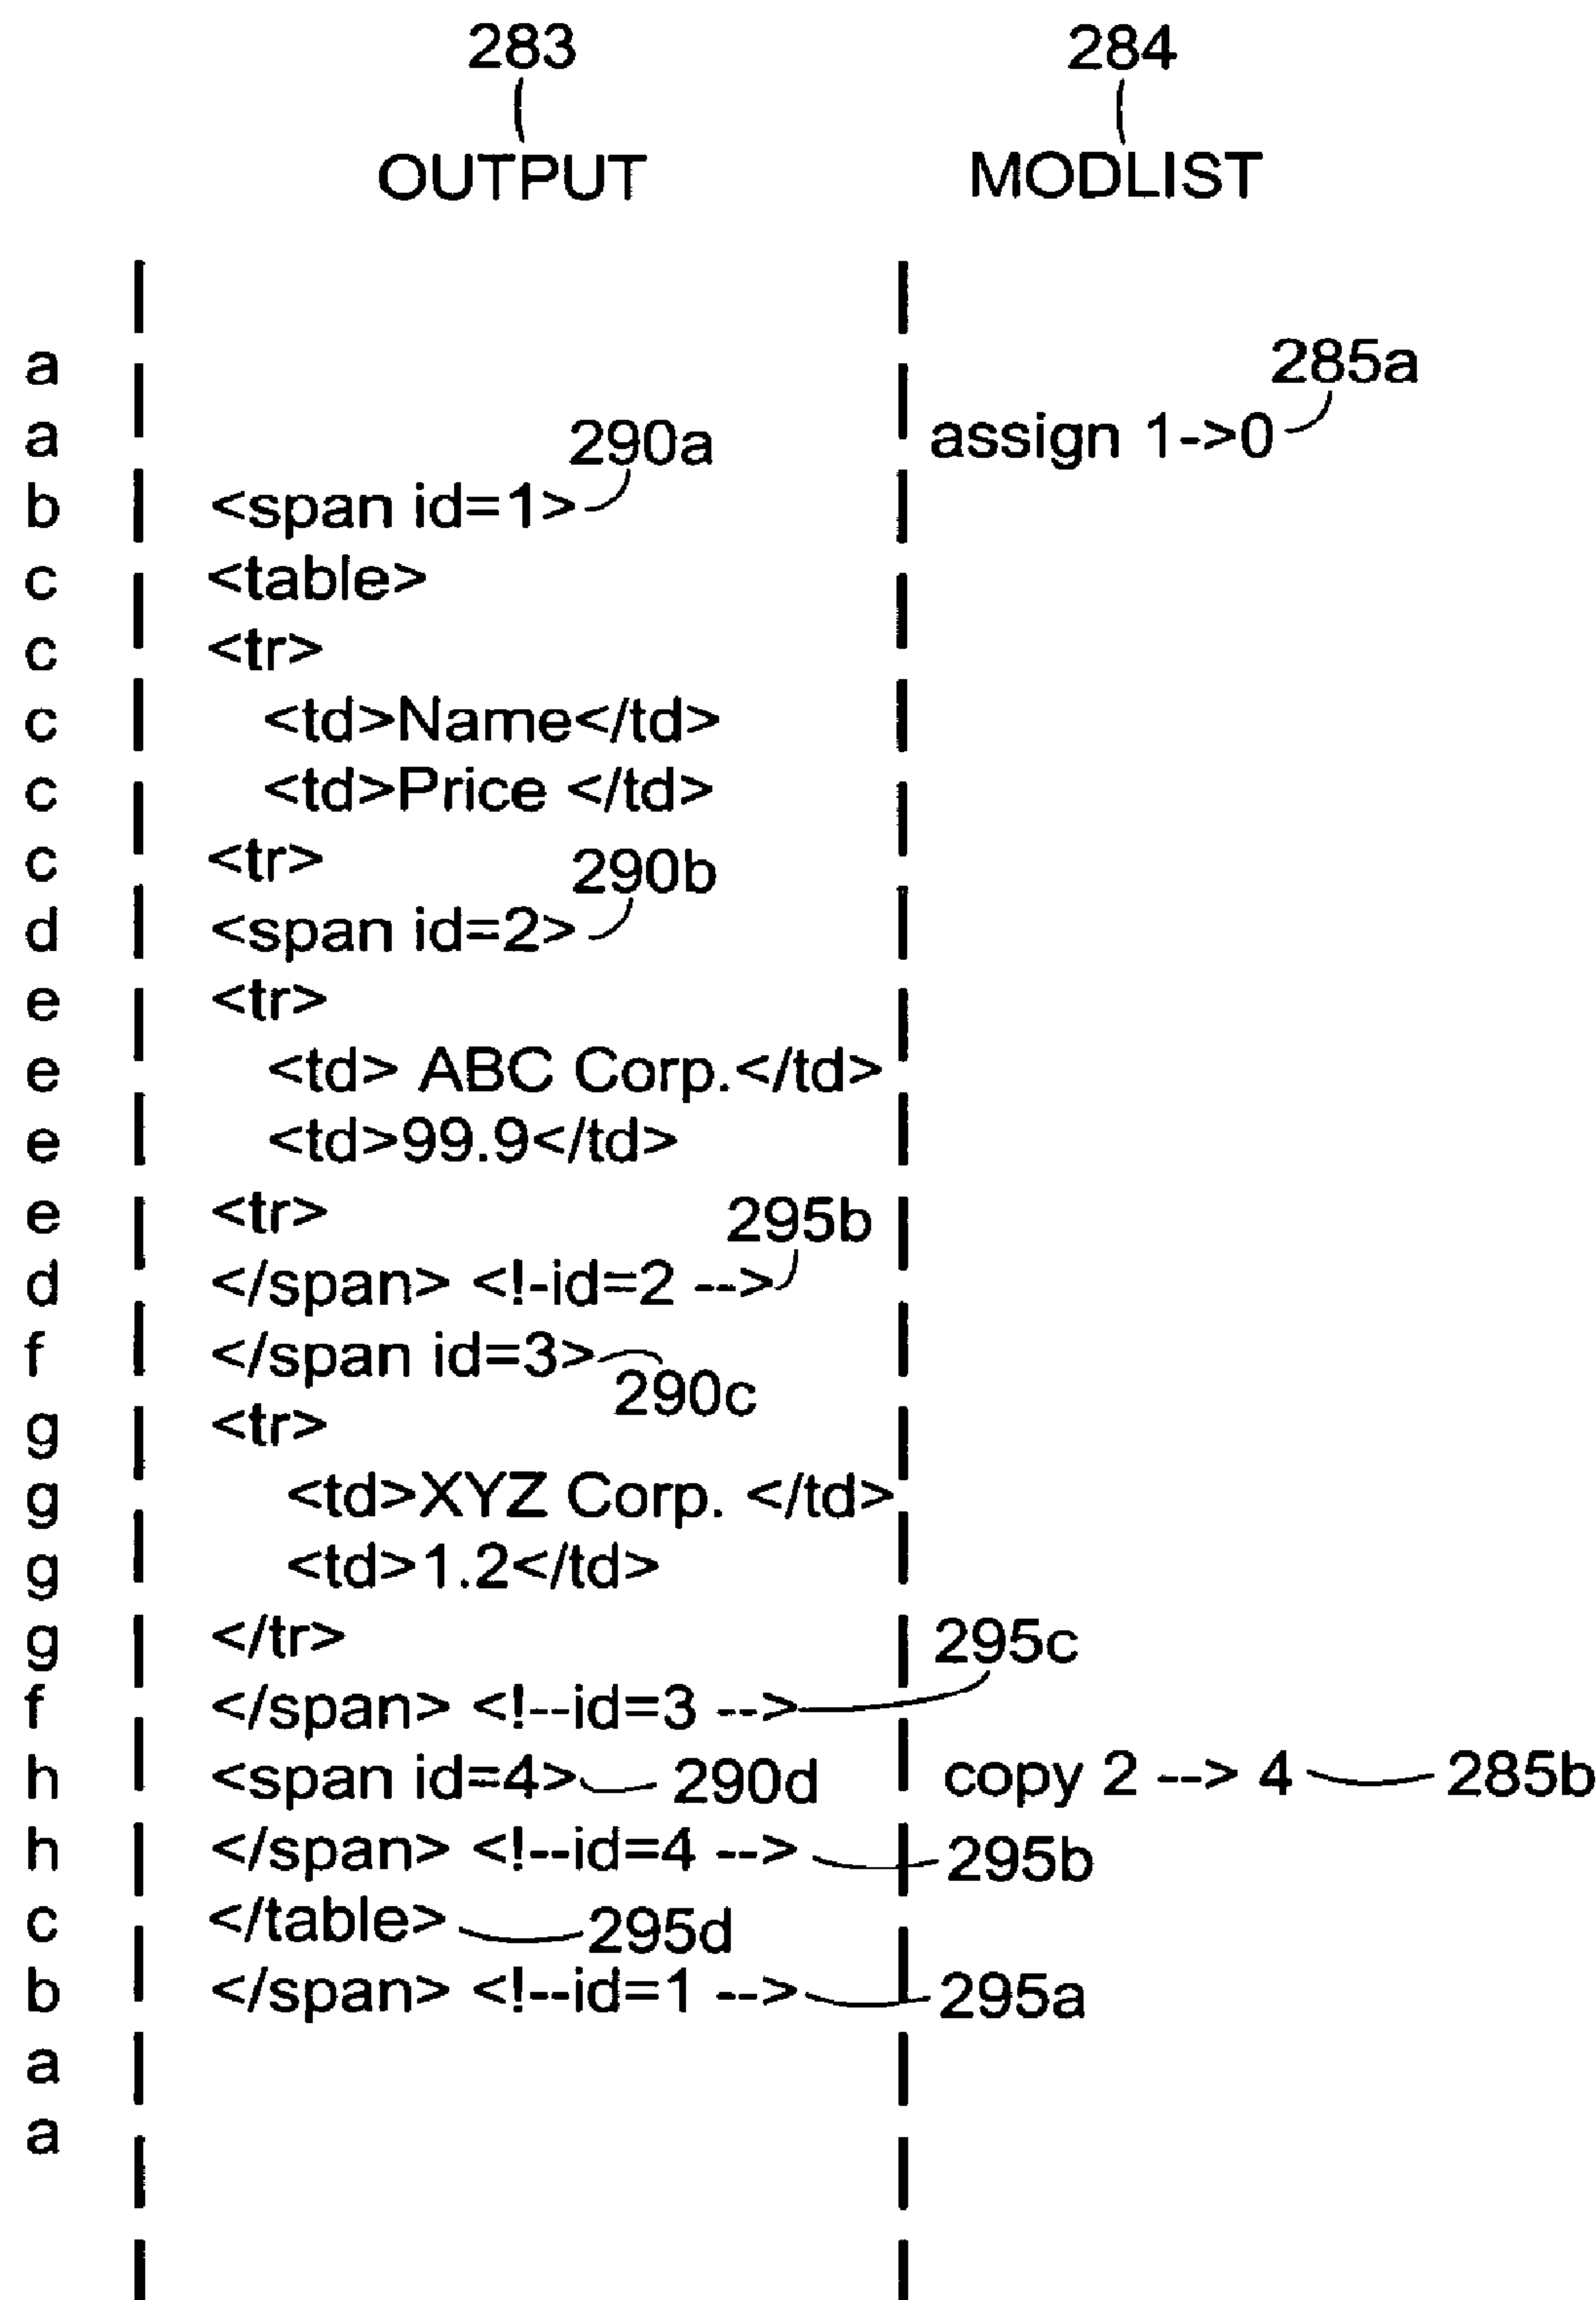 283 284
OUTPUT MODLIST
a
285a
a assign 1->0
290a
b <span id=1>
c <table>
c <tr>
c <td>Name</td>
c <td>Price </td>
c <tr>
290b
d <span id=2>
e <tr>
e <td> ABC Corp.</td>
e <td>99.9</td>
e <tr>
295b
d </span> <!-id=2 -->
f </span id=3>
290c
g <tr>
g <td>XYZ Corp. </td>
g <td>1.2</td>
g </tr>
295c
f </span> <!--id=3 -->
h <span id=4> 290d copy 2 --> 4 285b
h </span> <!--id=4 --> 295b
c </table> 295d
b </span> <!--id=1 --> 295a
a
a